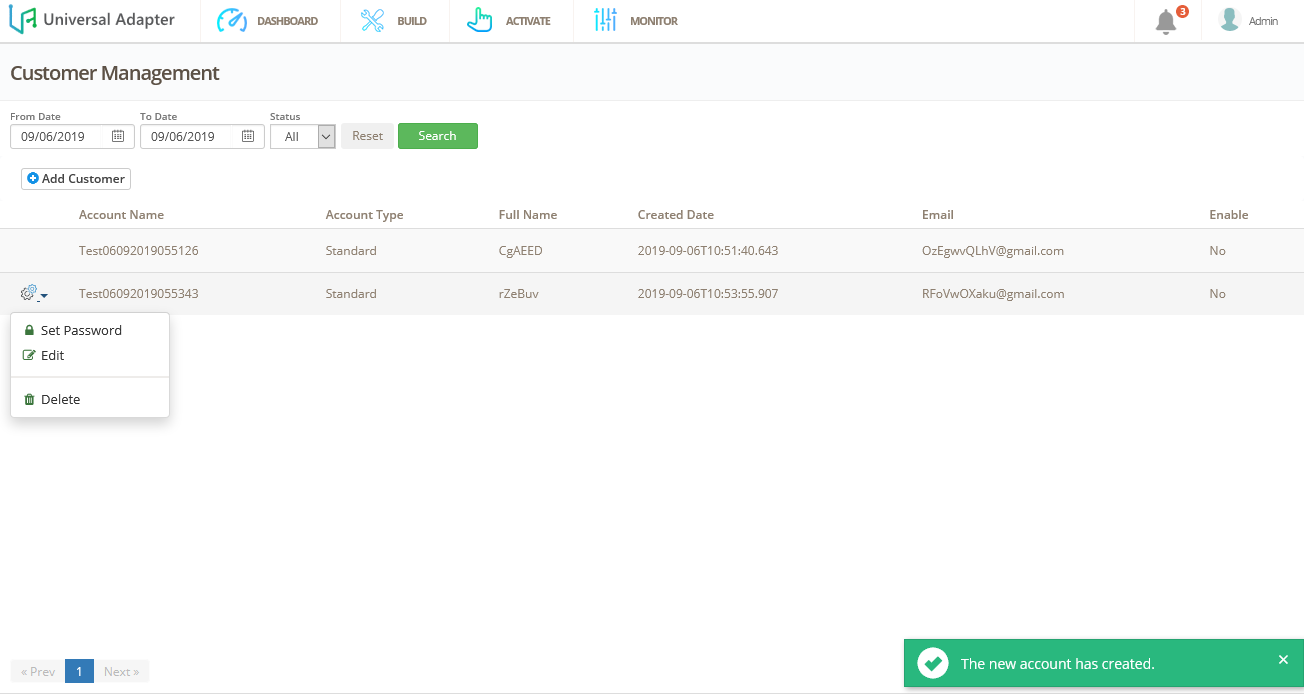 Universal Adapter DASHBOARD BUILD ACTIVATE MONITOR 3 Admin
Customer Management
From Date To Date Status
09/06/2019 09/06/2019 All Reset Search
Add Customer
Account Name Account Type Full Name Created Date Email Enable
Test06092019055126 Standard CgAEED 2019-09-06T10:51:40.643 OzEgwvQLhV@gmail.com No
Test06092019055343 Standard rZeBuv 2019-09-06T10:53:55.907 RFoVwOXaku@gmail.com No
Set Password
Edit
Delete
« Prev 1 Next »
The new account has created. ×